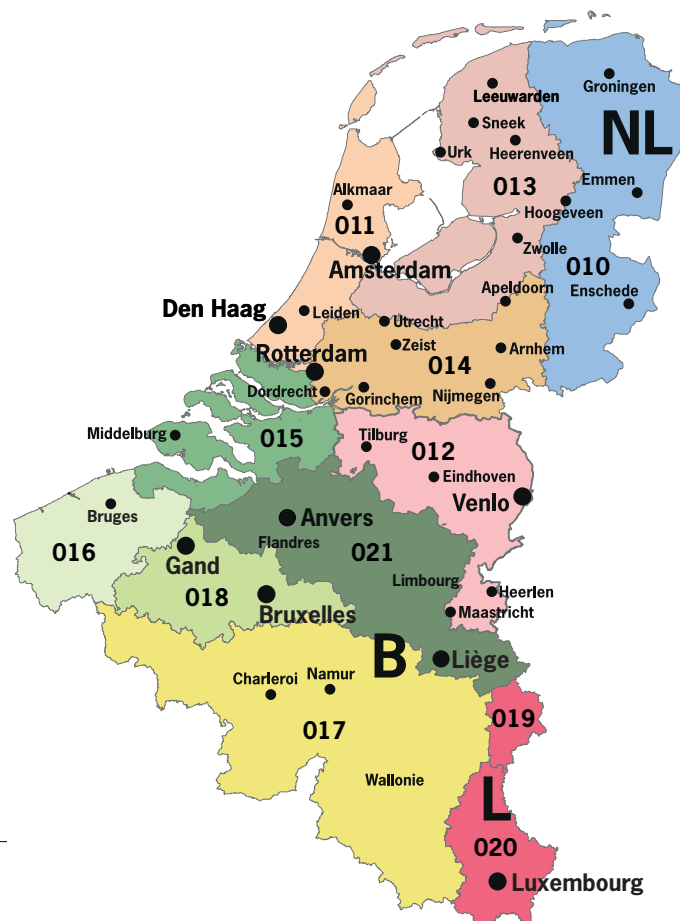 Groningen
Leeuwarden
NL
Sneek
Urk
Heerenveen
013
Emmen
Alkmaar
Hoogeveen
011
Zwolle
Amsterdam
010
Apeldoorn
Enschede
Den Haag
Leiden
Utrecht
Rotterdam
Zeist
Arnhem
014
Dordrecht
Gorinchem
Nijmegen
Middelburg
015
Tilburg
012
Eindhoven
Venlo
Bruges
Anvers
Flandres
016
021
Gand
Limbourg
018
Heerlen
Bruxelles
Maastricht
B
Liège
Charleroi
Namur
019
017
Wallonie
L
020
Luxembourg